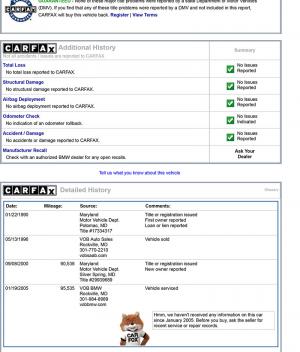 GUARANTEED - None of these major title problems were reported by a state Department of Motor Vehicles
(DMV). If you find that any of these title problems were reported by a DMV and not included in this report,
CARFAX will buy this vehicle back. Register | View Terms
CARFAX Additional History
Summary
Not all accidents / issues are reported to CARFAX
Total Loss
No total loss reported to CARFAX.
No Issues
Reported
Structural Damage
No structural damage reported to CARFAX.
No Issues
Reported
Airbag Deployment
No airbag deployment reported to CARFAX.
No Issues
Reported
Odometer Check
No indication of an odometer rollback.
No Issues
Indicated
Accident / Damage
No accidents or damage reported to CARFAX.
No Issues
Reported
Manufacturer Recall
Check with an authorized BMW dealer for any open recalls.
Ask Your
Dealer
Tell us what you know about this vehicle
CARFAX Detailed History
Glossary
Date: Mileage: Source: Comments:
01/22/1990 Maryland Title or registration issued
Motor Vehicle Dept. First owner reported
Potomac, MD Loan or lien reported
Title #17334317
05/13/1996 VOB Auto Sales Vehicle sold
Rockville, MD
301-770-2210
vobsaab.com
Maryland Title or registration issued
Motor Vehicle Dept. New owner reported
Silver Spring, MD
01/19/2005 95,535 VOB BMW Vehicle serviced
Rockville, MD
301-984-8989
vobbmw.com
Hmm, we haven't received any information on this car
since January 2005. Before you buy, ask the seller for
recent service or repair records.
CAR
FOX